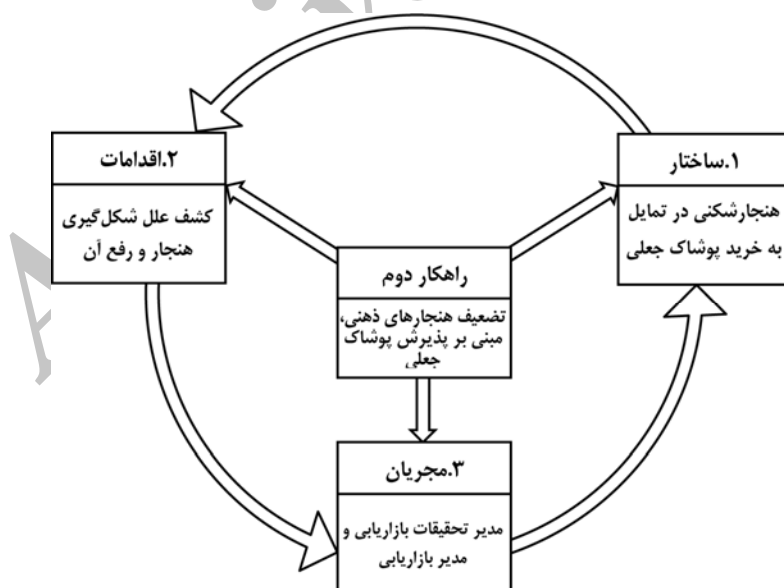 ۱.ساختار
هنجارشکنی در تمایل
به خرید پوشاک جعلی
۲.اقدامات
کشف علل شکل‌گیری
هنجار و رفع آن
راهکار دوم
تضعیف هنجارهای ذهنی،
مبنی بر پذیرش پوشاک
جعلی
۳.مجریان
مدیر تحقیقات بازاریابی و
مدیر بازاریابی